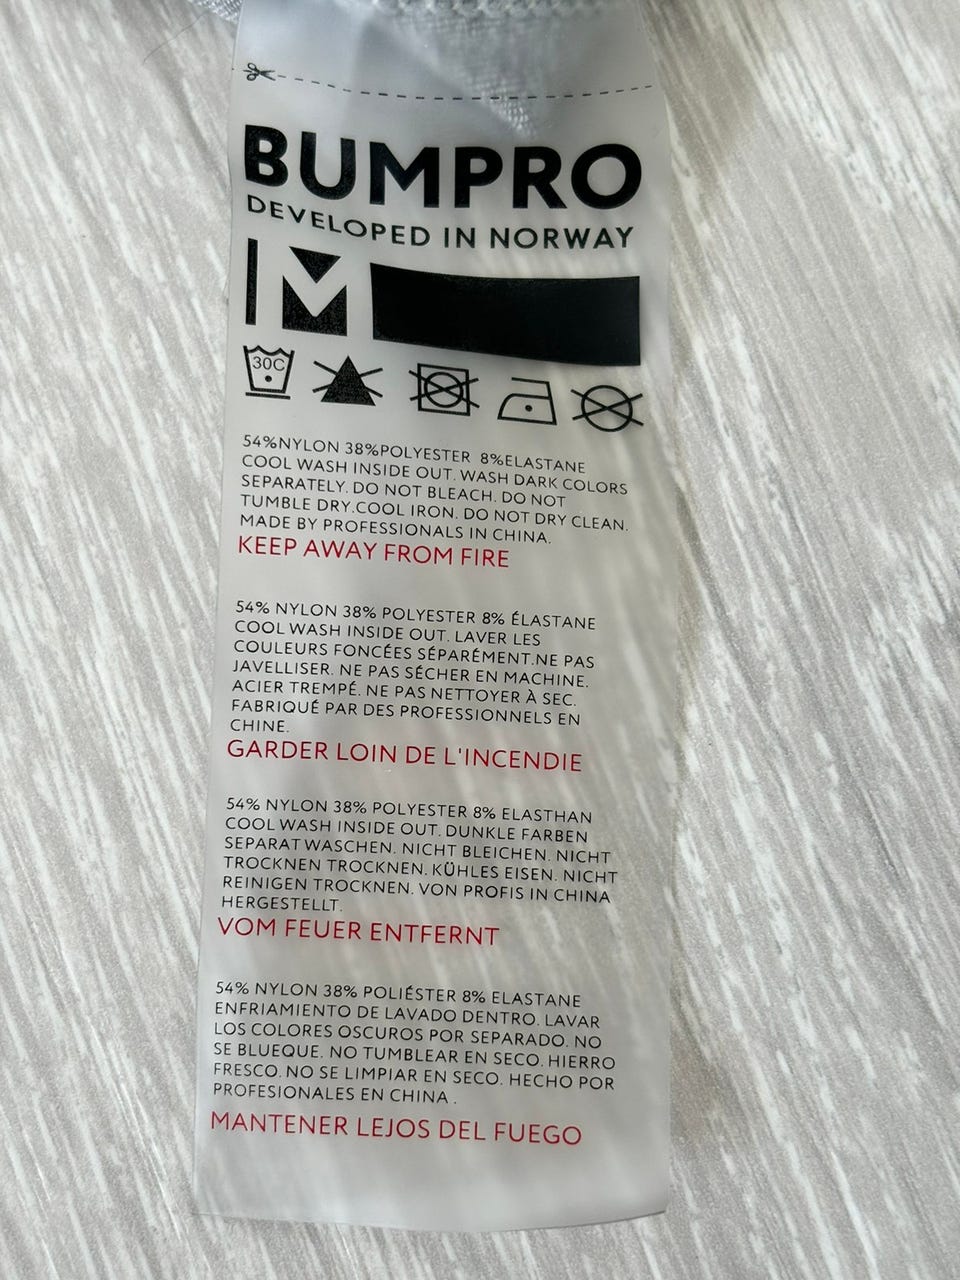 BUMPRO
DEVELOPED IN NORWAY
M
30C
54%NYLON 38%POLYESTER 8%ELASTANE
COOL WASH INSIDE OUT. WASH DARK COLORS
SEPARATELY. DO NOT BLEACH. DO NOT
TUMBLE DRY.COOL IRON. DO NOT DRY CLEAN.
MADE BY PROFESSIONALS IN CHINA.
KEEP AWAY FROM FIRE
54% NYLON 38% POLYESTER 8% ÉLASTANE
COOL WASH INSIDE OUT. LAVER LES
COULEURS FONCÉES SÉPARÉMENT.NE PAS
JAVELLISER. NE PAS SÉCHER EN MACHINE.
ACIER TREMPÉ. NE PAS NETTOYER À SEC.
FABRIQUÉ PAR DES PROFESSIONNELS EN
CHINE.
GARDER LOIN DE L'INCENDIE
54% NYLON 38% POLYESTER 8% ELASTHAN
COOL WASH INSIDE OUT. DUNKLE FARBEN
SEPARAT WASCHEN. NICHT BLEICHEN. NICHT
TROCKNEN TROCKNEN. KÜHLES EISEN. NICHT
REINIGEN TROCKNEN. VON PROFIS IN CHINA
HERGESTELLT.
VOM FEUER ENTFERNT
54% NYLON 38% POLIÉSTER 8% ELASTANE
ENFRIAMIENTO DE LAVADO DENTRO. LAVAR
LOS COLORES OSCUROS POR SEPARADO. NO
SE BLUEQUE. NO TUMBLEAR EN SECO. HIERRO
FRESCO. NO SE LIMPIAR EN SECO. HECHO POR
PROFESIONALES EN CHINA .
MANTENER LEJOS DEL FUEGO